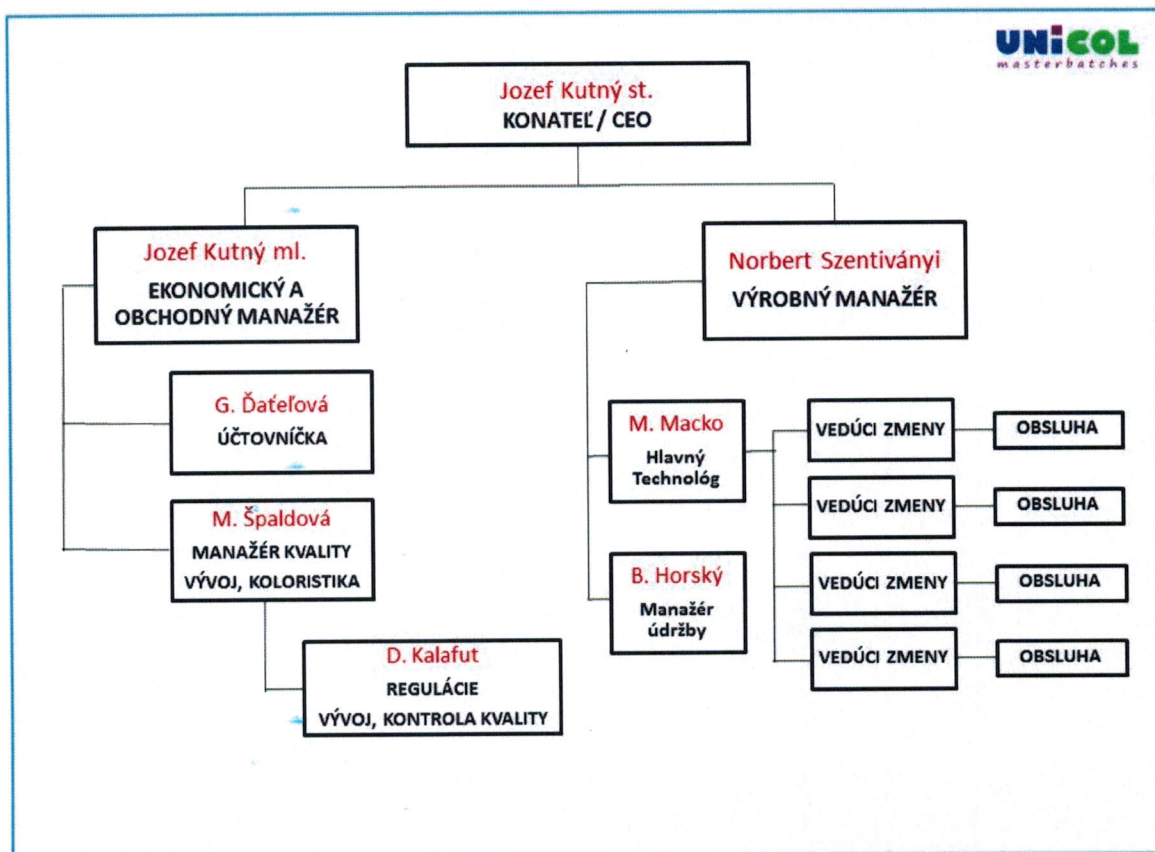 UNiCOL
masterbatches
Jozef Kutný st.
KONATEĽ / CEO
Jozef Kutný ml.
EKONOMICKÝ A
OBCHODNÝ MANAŽÉR
Norbert Szentiványi
VÝROBNÝ MANAŽÉR
G. Ďaťeľová
ÚČTOVNÍČKA
M. Špaldová
MANAŽÉR KVALITY
VÝVOJ, KOLORISTIKA
D. Kalafut
REGULÁCIE
VÝVOJ, KONTROLA KVALITY
M. Macko
Hlavný
Technológ
B. Horský
Manažér
údržby
VEDÚCI ZMENY
OBSLUHA
VEDÚCI ZMENY
OBSLUHA
VEDÚCI ZMENY
OBSLUHA
VEDÚCI ZMENY
OBSLUHA